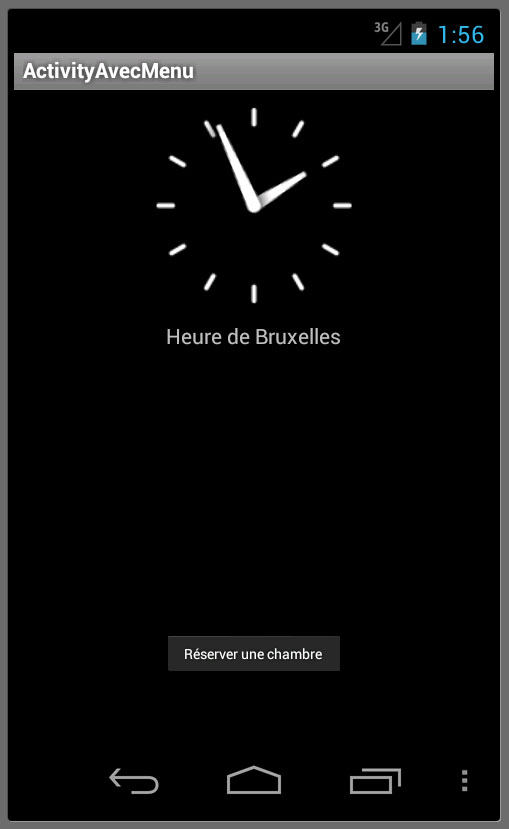 3G 1:56
ActivityAvecMenu
Heure de Bruxelles
Réserver une chambre